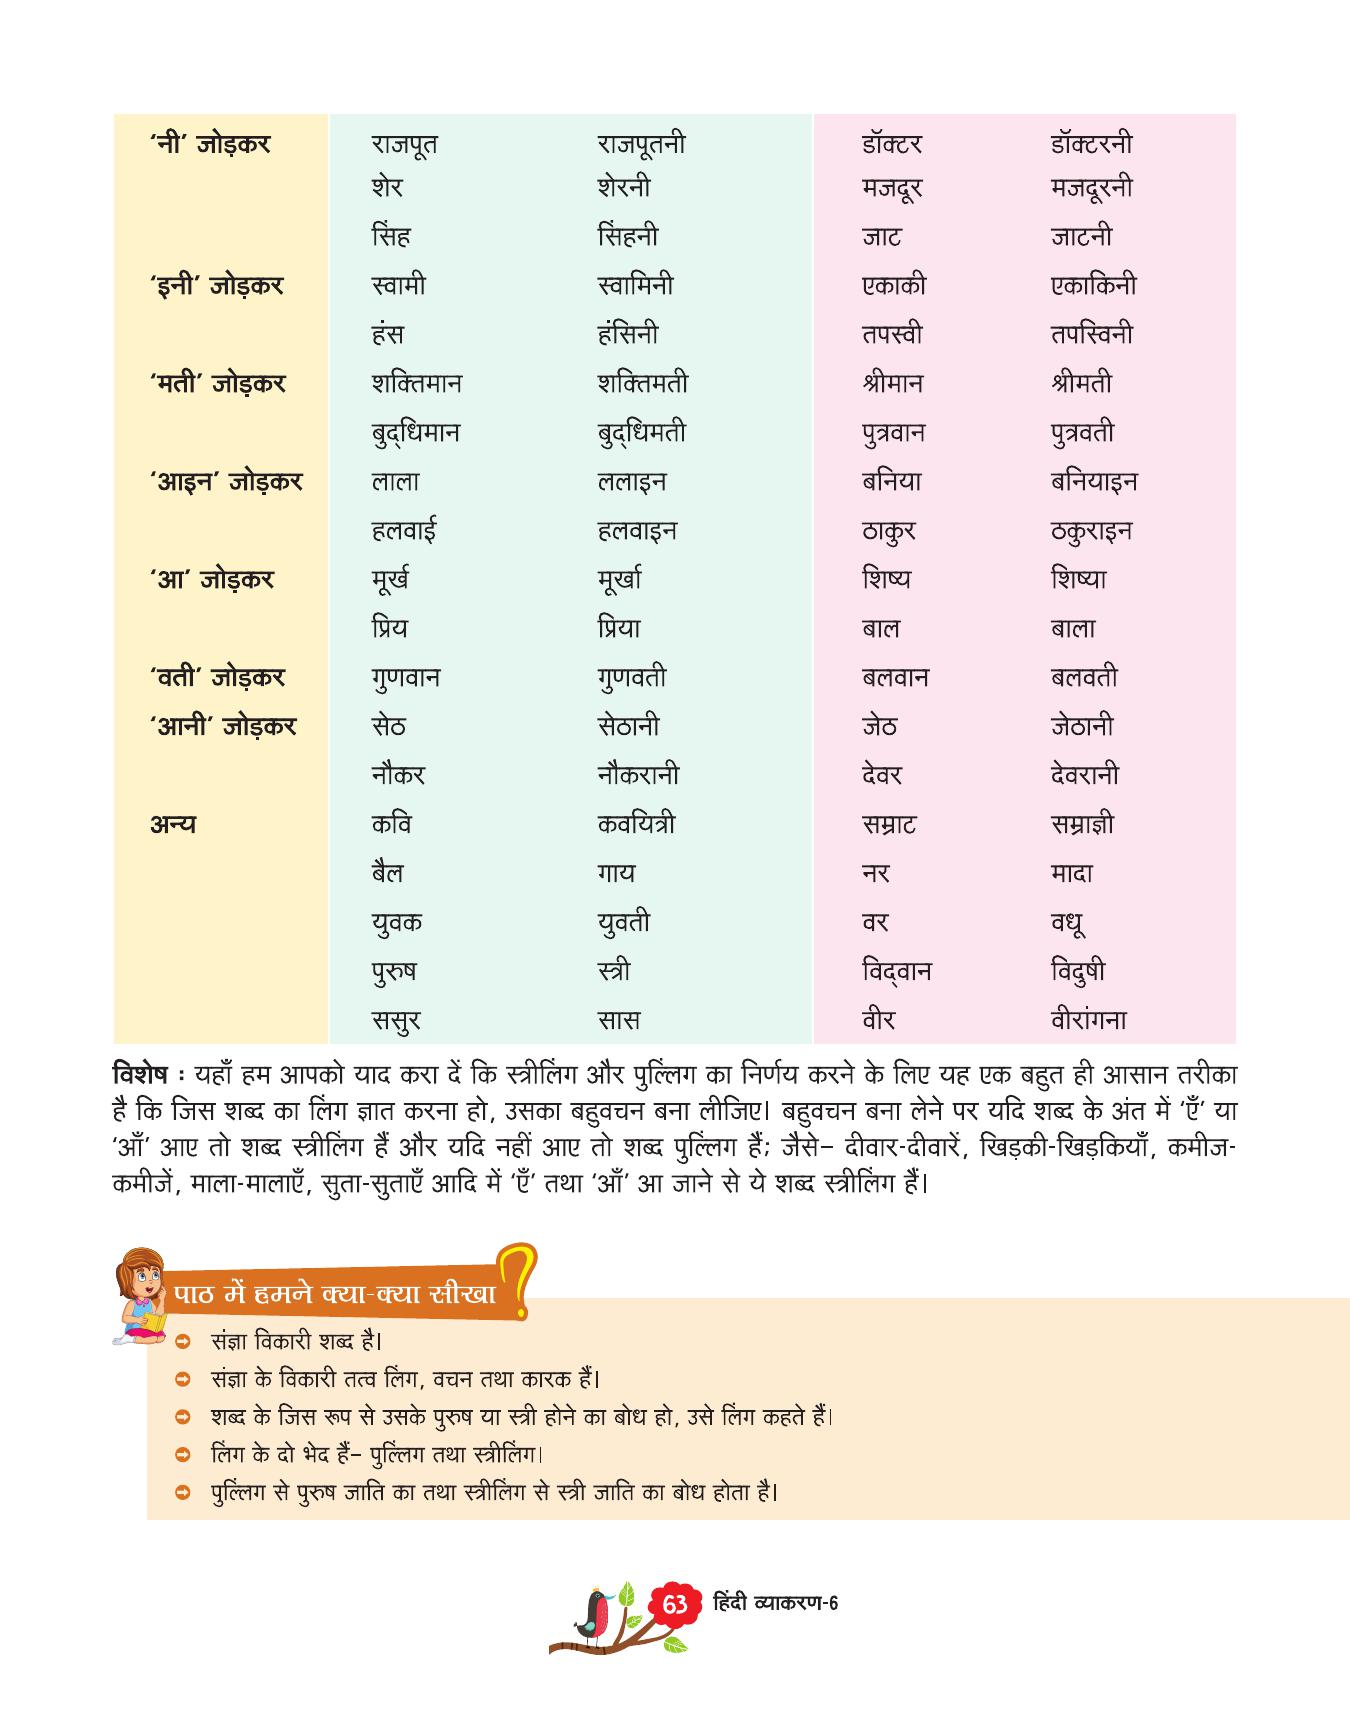 ‘नी’ जोड़कर राजपूत राजपूतनी डॉक्टर डॉक्टरनी
शेर शेरनी मजदूर मजदूरनी
सिंह सिंहनी जाट जाटनी
‘इनी’ जोड़कर स्वामी स्वामिनी एकाकी एकाकिनी
हंस हंसिनी तपस्वी तपस्विनी
‘मती’ जोड़कर शक्तिमान शक्तिमती श्रीमान श्रीमती
बुद्‌धिमान बुद्‌धिमती पुत्रवान पुत्रवती
‘आइन’ जोड़कर लाला ललाइन बनिया बनियाइन
हलवाई हलवाइन ठाकुर ठकुराइन
‘आ’ जोड़कर मूर्ख मूर्खा शिष्य शिष्या
प्रिय प्रिया बाल बाला
‘वती’ जोड़कर गुणवान गुणवती बलवान बलवती
‘आनी’ जोड़कर सेठ सेठानी जेठ जेठानी
नौकर नौकरानी देवर देवरानी
अन्य कवि कवयित्री सम्राट सम्राज्ञी
बैल गाय नर मादा
युवक युवती वर वधू
पुरुष स्त्री विद्‌वान विदुषी
ससुर सास वीर वीरांगना
विशेष : यहाँ हम आपको याद करा दें कि स्त्रीलिंग और पुल्लिंग का निर्णय करने के लिए यह एक बहुत ही आसान तरीका
है कि जिस शब्द का लिंग ज्ञात करना हो, उसका बहुवचन बना लीजिए। बहुवचन बना लेने पर यदि शब्द के अंत में ‘एँ’ या
‘आँ’ आए तो शब्द स्त्रीलिंग हैं और यदि नहीं आए तो शब्द पुल्लिंग हैं; जैसे– दीवार-दीवारें, खिड़की-खिड़कियाँ, कमीज-
कमीजें, माला-मालाएँ, सुता-सुताएँ आदि में ‘एँ’ तथा ‘आँ’ आ जाने से ये शब्द स्त्रीलिंग हैं।
पाठ में हमने क्या-क्या सीखा ?
संज्ञा विकारी शब्द है।
संज्ञा के विकारी तत्व लिंग, वचन तथा कारक हैं।
शब्द के जिस रूप से उसके पुरुष या स्त्री होने का बोध हो, उसे लिंग कहते हैं।
लिंग के दो भेद हैं– पुल्लिंग तथा स्त्रीलिंग।
पुल्लिंग से पुरुष जाति का तथा स्त्रीलिंग से स्त्री जाति का बोध होता है।
63 हिंदी व्याकरण-6